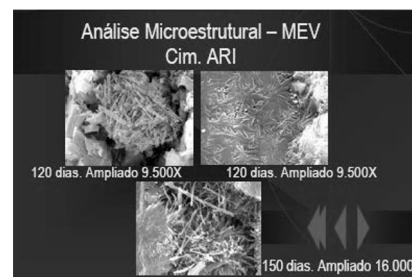 Análise Microestrutural – MEV
Cim. ARI
120 dias. Ampliado 9.500X
120 dias. Ampliado 9.500X
150 dias. Ampliado 16.000